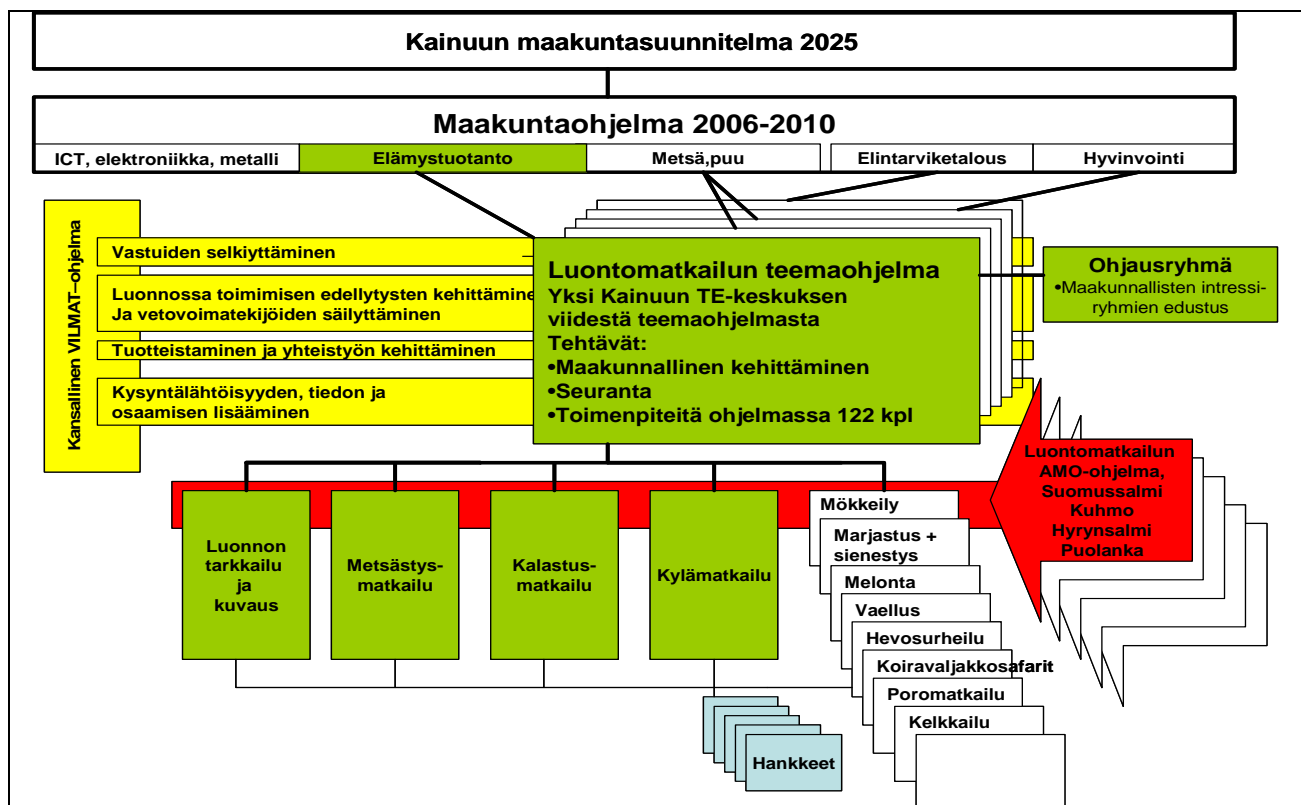 Kainuun maakuntasuunnitelma 2025
Maakuntaohjelma 2006-2010
ICT, elektroniikka, metalli
Elämystuotanto
Metsä,puu
Elintarviketalous
Hyvinvointi
Kansallinen VILMAT–ohjelma
Vastuiden selkiyttäminen
Luonnossa toimimisen edellytysten kehittämine
Ja vetovoimatekijöiden säilyttäminen
Tuotteistaminen ja yhteistyön kehittäminen
Kysyntälähtöisyyden, tiedon ja
osaamisen lisääminen
Luontomatkailun teemaohjelma
Yksi Kainuun TE-keskuksen
viidestä teemaohjelmasta
Tehtävät:
•Maakunnallinen kehittäminen
•Seuranta
•Toimenpiteitä ohjelmassa 122 kpl
Ohjausryhmä
•Maakunnallisten intressi-
ryhmien edustus
Luontomatkailun
AMO-ohjelma,
Suomussalmi
Kuhmo
Hyrynsalmi
Puolanka
Luonnon
tarkkailu
ja
kuvaus
Metsästys-
matkailu
Kalastus-
matkailu
Kylämatkailu
Mökkeily
Marjastus +
sienestys
Melonta
Vaellus
Hevosurheilu
Koiravaljakkosafarit
Poromatkailu
Kelkkailu
Hankkeet